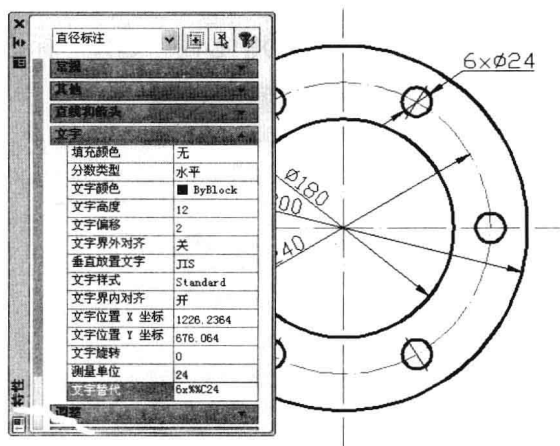 直径标注
常规
其他
直线和箭头
文字
填充颜色 无
分数类型 水平
文字颜色 ByBlock
文字高度 12
文字偏移 2
文字界外对齐 关
垂直放置文字 JIS
文字样式 Standard
文字界内对齐 开
文字位置 X 坐标 1226.2364
文字位置 Y 坐标 676.064
文字旋转 0
测量单位 24
文字替代 6x%%C24
调整
特性
6×Ø24
Ø180
00
40